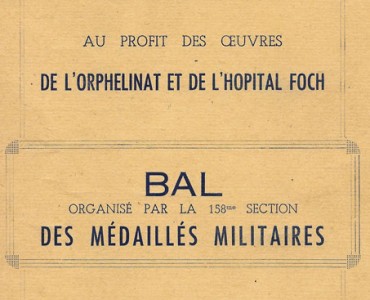 AU PROFIT DES ŒUVRES
DE L'ORPHELINAT ET DE L'HOPITAL FOCH
BAL
ORGANISÉ PAR LA 158me SECTION
DES MÉDAILLÉS MILITAIRES